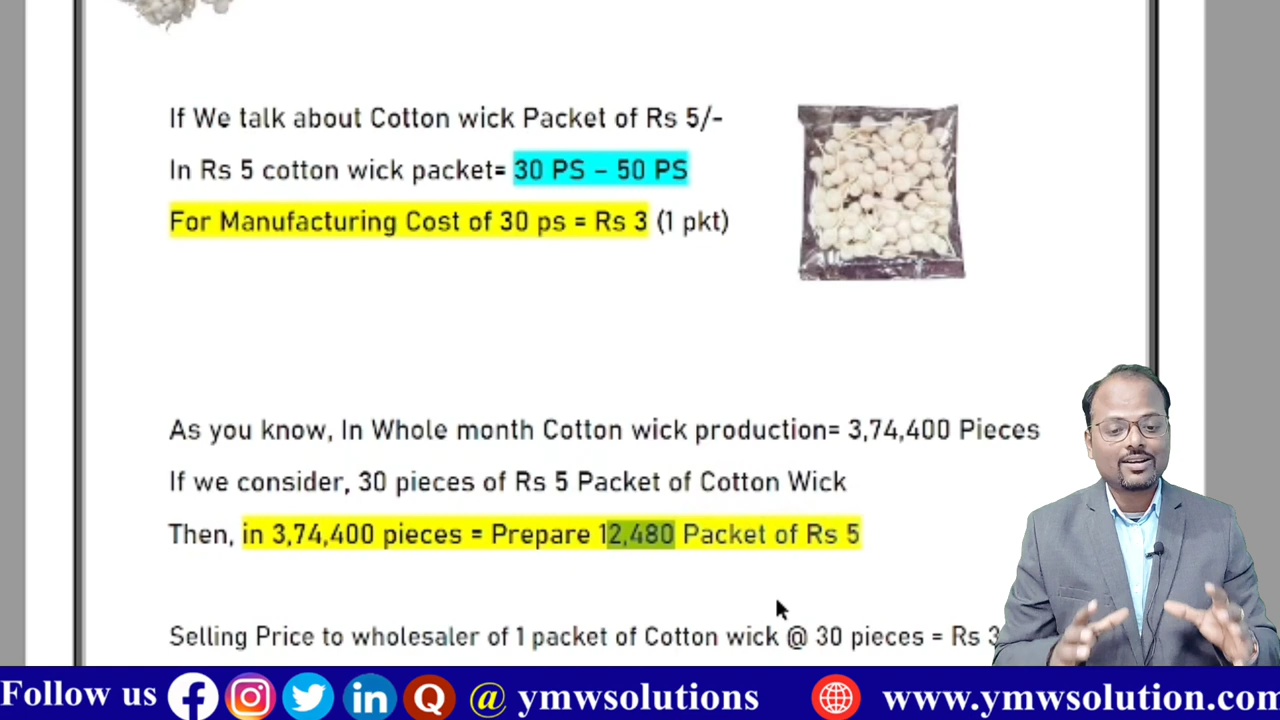 If We talk about Cotton wick Packet of Rs 5/-
In Rs 5 cotton wick packet= 30 PS – 50 PS
For Manufacturing Cost of 30 ps = Rs 3 (1 pkt)
As you know, In Whole month Cotton wick production= 3,74,400 Pieces
If we consider, 30 pieces of Rs 5 Packet of Cotton Wick
Then, in 3,74,400 pieces = Prepare 12,480 Packet of Rs 5
Selling Price to wholesaler of 1 packet of Cotton wick @ 30 pieces = Rs 3
Follow us @ ymwsolutions www.ymwsolution.com